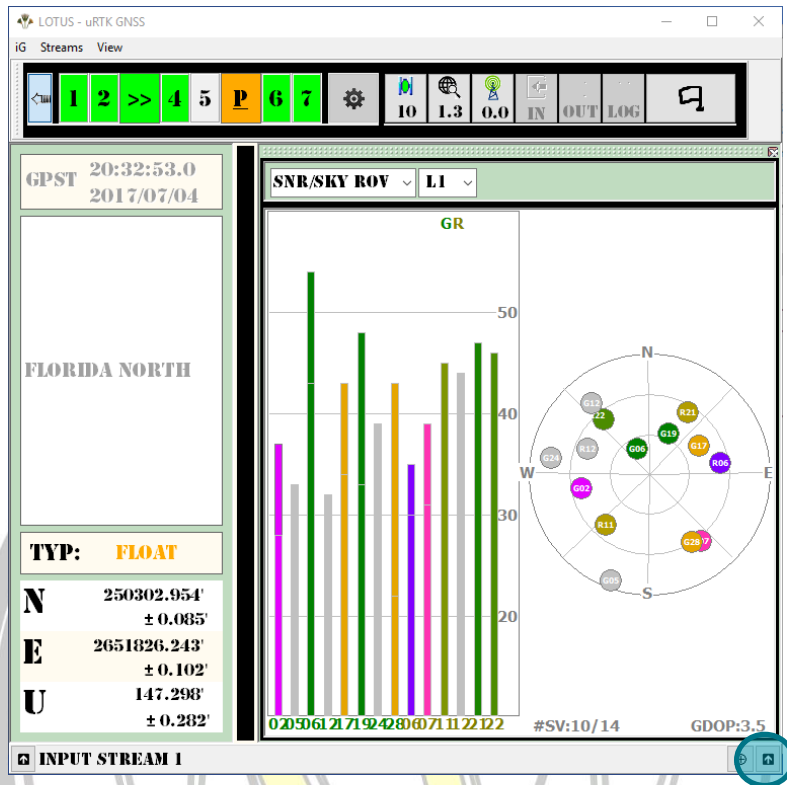 LOTUS - uRTK GNSS
iG Streams View
1 2 >> 4 5 P 6 7 10 1.3 0.0 IN OUT LOG
GPST 20:32:53.0
2017/07/04
FLORIDA NORTH
TYP: FLOAT
N 250302.954'
± 0.085'
E 2651826.243'
± 0.102'
U 147.298'
± 0.282'
SNR/SKY ROV L1
GR
50
40
30
20
02 05 06 12 17 19 24 28 06 07 11 12 21 22
N
G12
22
R21
G19
G06
G17
R12
G24
R06
W
E
G02
R11
G28
G05
S
#SV:10/14 GDOP:3.5
INPUT STREAM 1